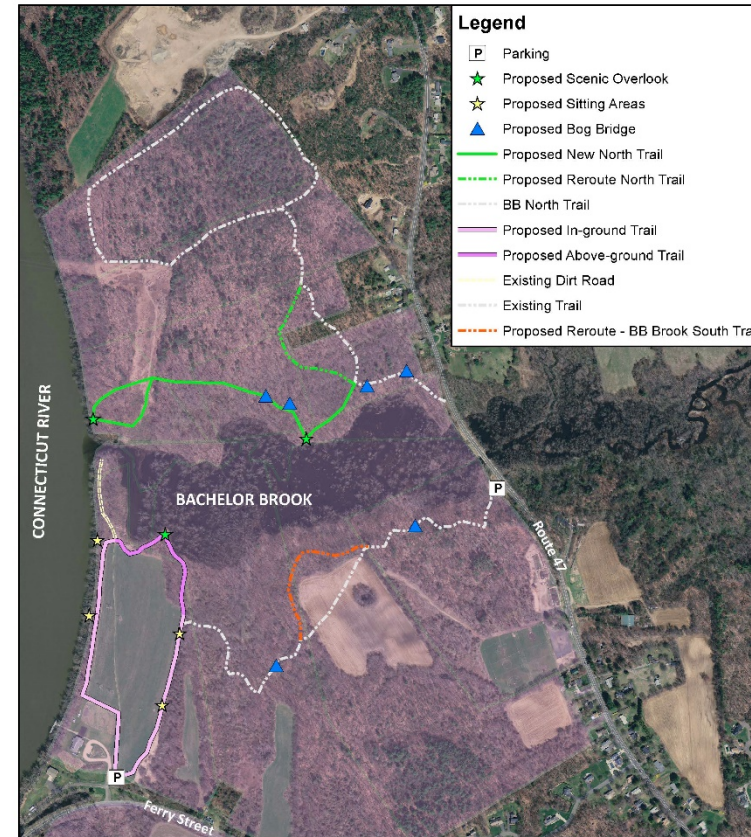 Legend
P Parking
Proposed Scenic Overlook
Proposed Sitting Areas
Proposed Bog Bridge
Proposed New North Trail
Proposed Reroute North Trail
BB North Trail
Proposed In-ground Trail
Proposed Above-ground Trail
Existing Dirt Road
Existing Trail
Proposed Reroute - BB Brook South Trai
CONNECTICUT RIVER
BACHELOR BROOK
P
Route 47
P
Ferry Street